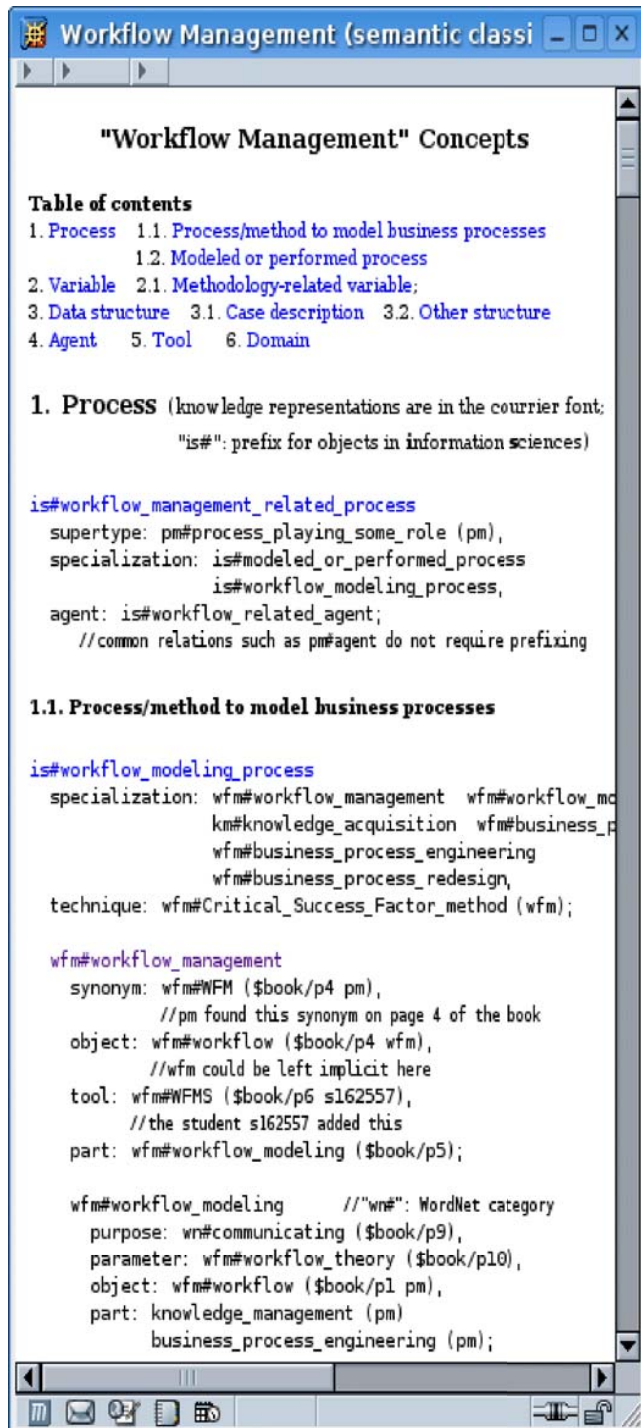 Workflow Management (semantic classi
"Workflow Management" Concepts
Table of contents
1. Process 1.1. Process/method to model business processes
1.2. Modeled or performed process
2. Variable 2.1. Methodology-related variable;
3. Data structure 3.1. Case description 3.2. Other structure
4. Agent 5. Tool 6. Domain
1. Process (knowledge representations are in the courrier font;
"is#": prefix for objects in information sciences)
is#workflow_management_related_process
supertype: pm#process_playing_some_role (pm),
specialization: is#modeled_or_performed_process
is#workflow_modeling_process,
agent: is#workflow_related_agent;
//common relations such as pm#agent do not require prefixing
1.1. Process/method to model business processes
is#workflow_modeling_process
specialization: wfm#workflow_management wfm#workflow_mo
km#knowledge_acquisition wfm#business_p
wfm#business_process_engineering
wfm#business_process_redesign,
technique: wfm#Critical_Success_Factor_method (wfm);
wfm#workflow_management
synonym: wfm#WFM ($book/p4 pm),
//pm found this synonym on page 4 of the book
object: wfm#workflow ($book/p4 wfm),
//wfm could be left implicit here
tool: wfm#WFMS ($book/p6 s162557),
//the student s162557 added this
part: wfm#workflow_modeling ($book/p5);
wfm#workflow_modeling //"wn#": WordNet category
purpose: wn#communicating ($book/p9),
parameter: wfm#workflow_theory ($book/p10),
object: wfm#workflow ($book/p1 pm),
part: knowledge_management (pm)
business_process_engineering (pm);